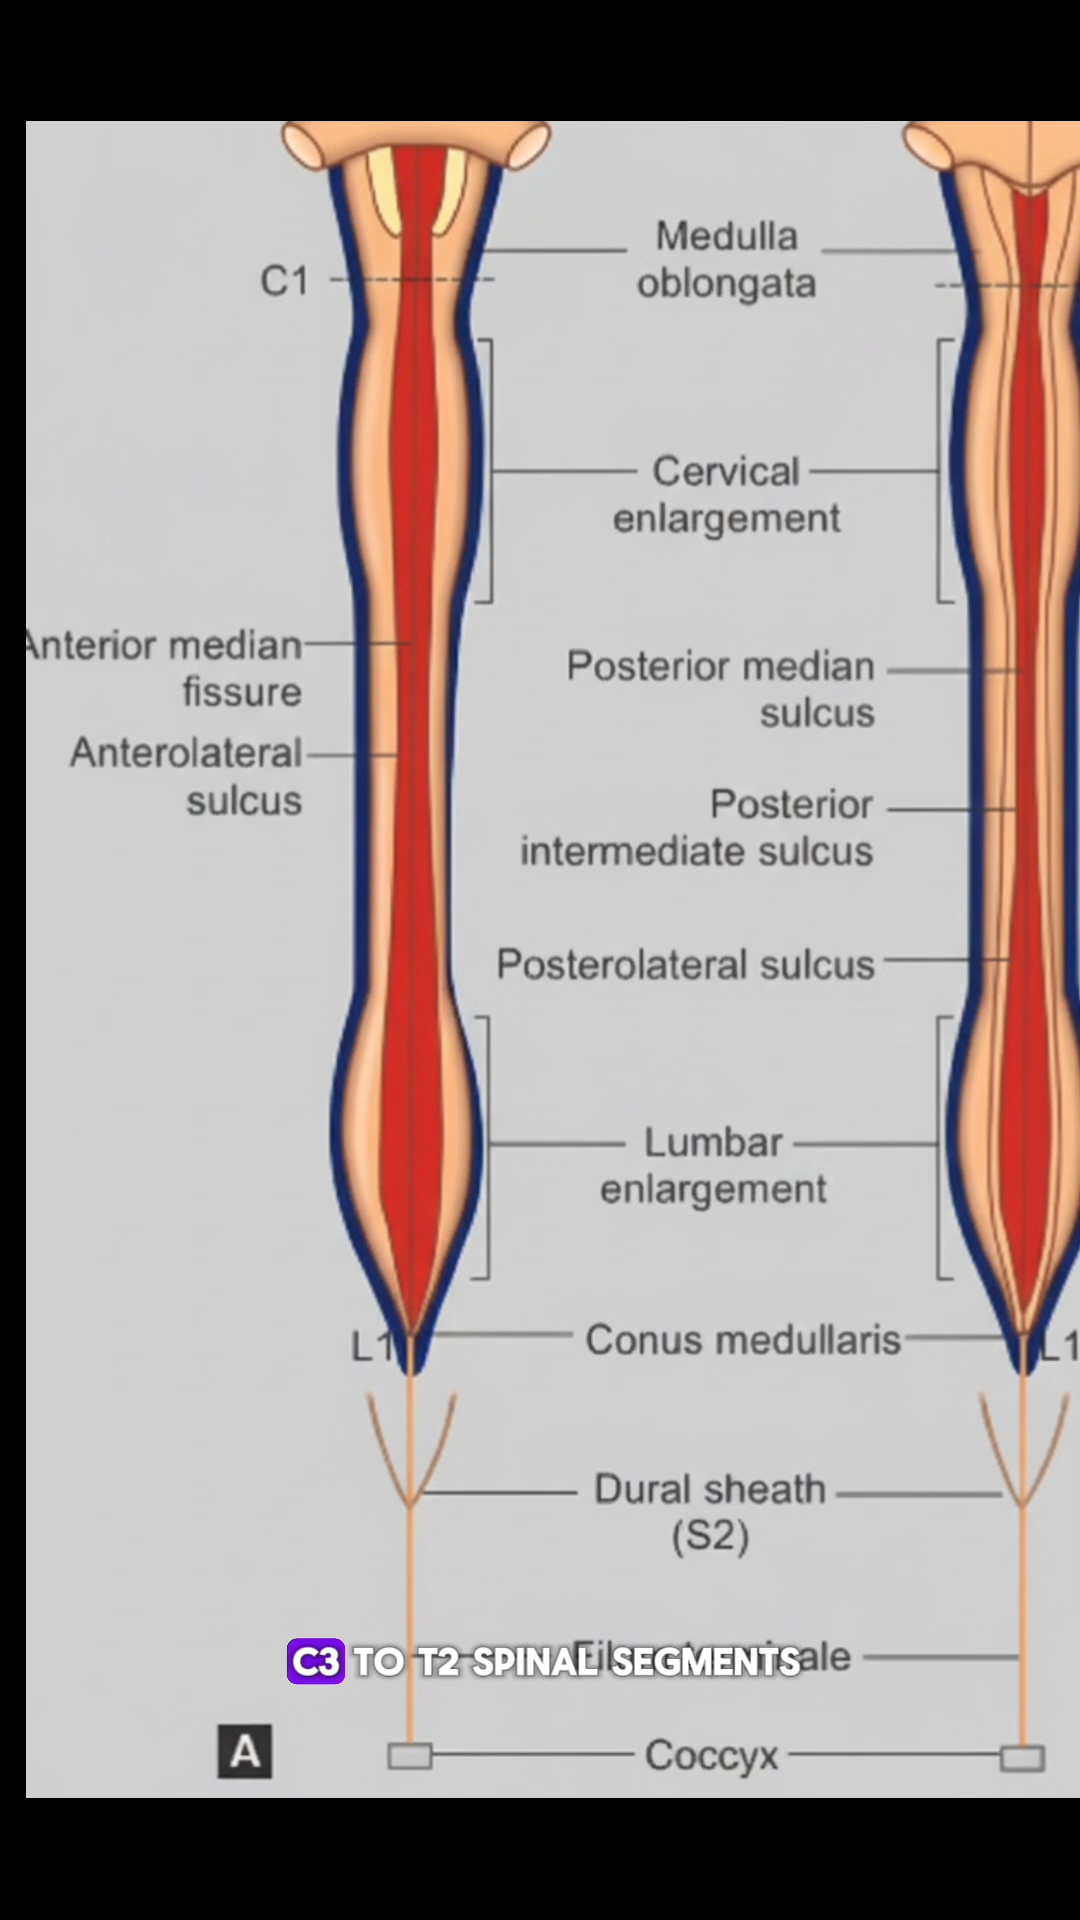 Medulla
oblongata
C1
Cervical
enlargement
Anterior median
fissure
Posterior median
sulcus
Anterolateral
sulcus
Posterior
intermediate sulcus
Posterolateral sulcus
Lumbar
enlargement
L1
Conus medullaris
L1
Dural sheath
(S2)
C3 TO T2 SPINAL SEGMENTS
A
Coccyx